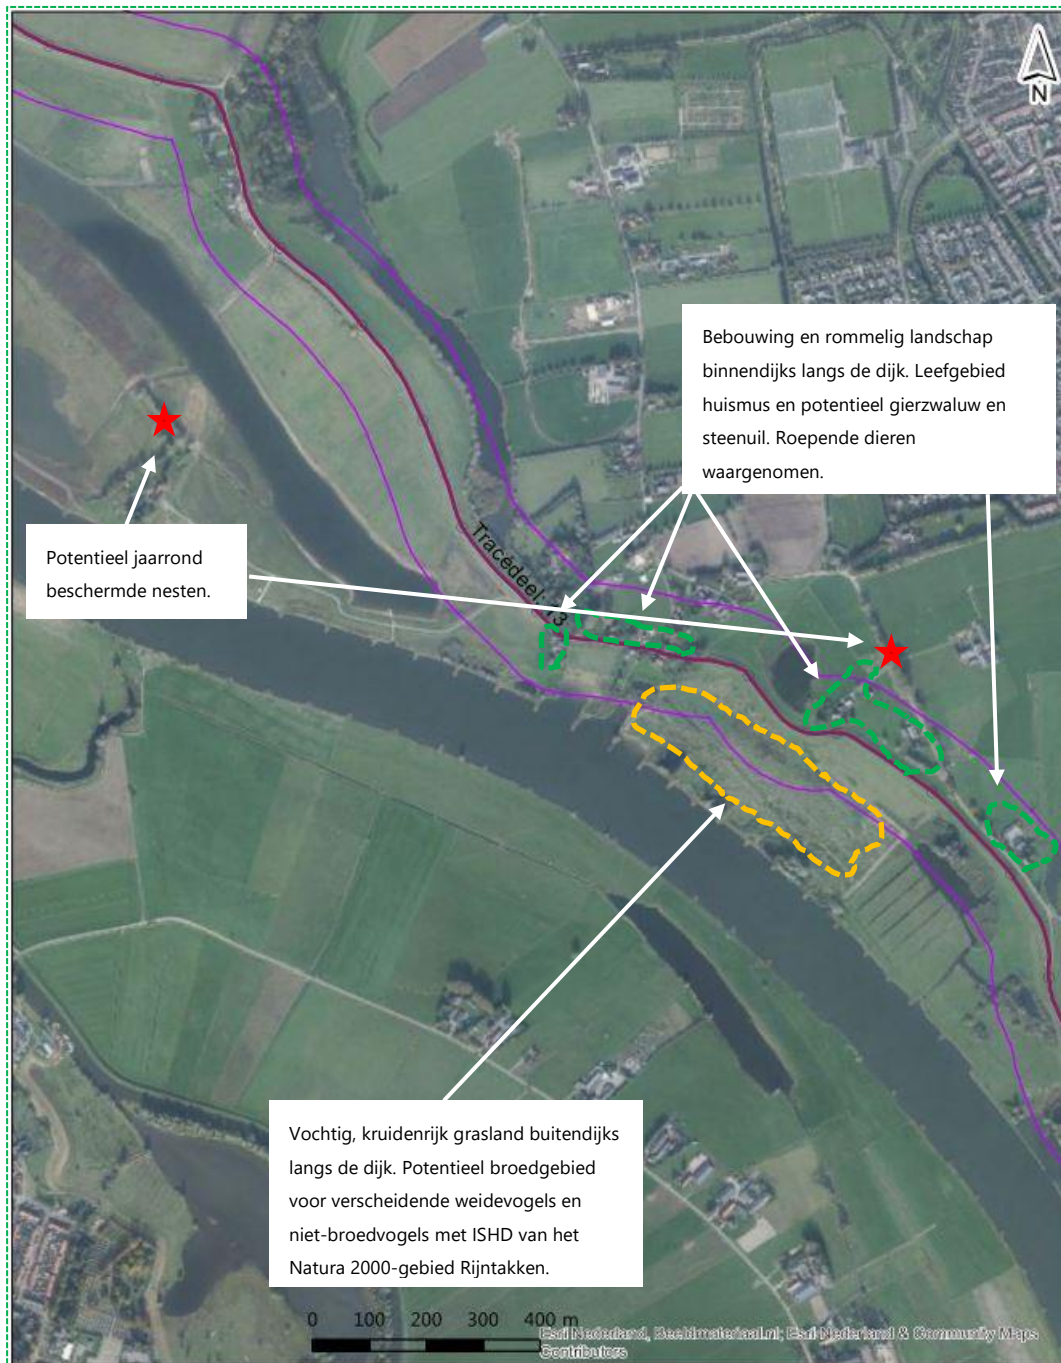 N
Bebouwing en rommelig landschap
binnendijks langs de dijk. Leefgebied
huismus en potentieel gierzwaluw en
steenuil. Roepende dieren
waargenomen.
Potentieel jaarrond
beschermde nesten.
Tracédeel: 13
Vochtig, kruidenrijk grasland buitendijks
langs de dijk. Potentieel broedgebied
voor verscheidende weidevogels en
niet-broedvogels met ISHD van het
Natura 2000-gebied Rijntakken.
0 100 200 300 400 m
Esri Nederland, Beeldmateriaal.nl; Esri Nederland & Community Maps
Contributors